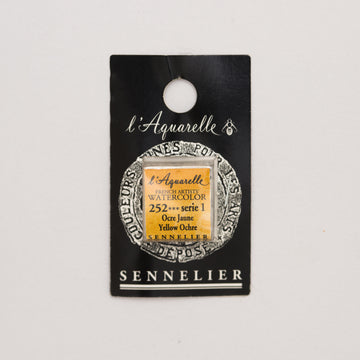 l'Aquarelle
COULEURS FINES POUR LES ARTS
l'Aquarelle
FRENCH ARTISTS'
WATERCOLOR
252*** serie 1
Ocre Jaune
Yellow Ochre
SENNELIER
DEPOSE
SENNELIER